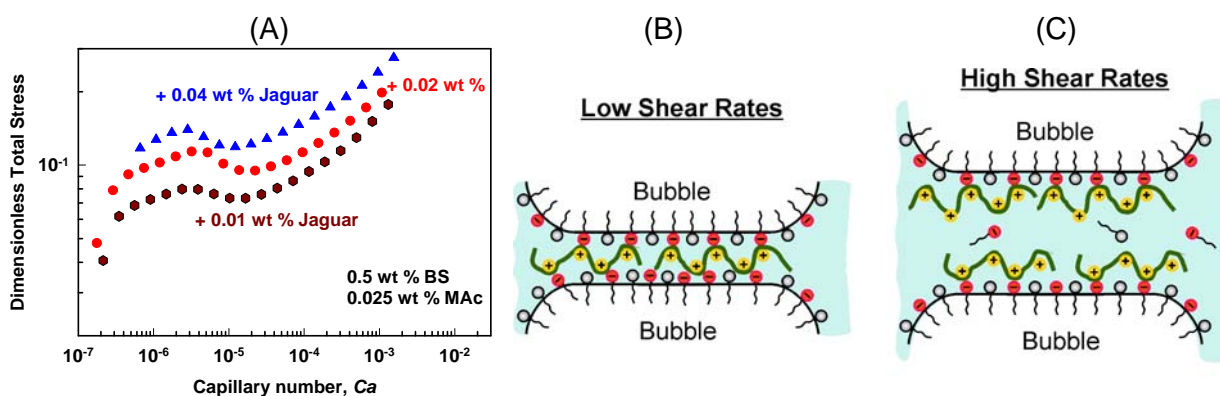 (A)
(B)
(C)
Dimensionless Total Stress
10⁻¹
+ 0.04 wt % Jaguar
+ 0.02 wt %
+ 0.01 wt % Jaguar
0.5 wt % BS
0.025 wt % MAc
10⁻⁷ 10⁻⁶ 10⁻⁵ 10⁻⁴ 10⁻³ 10⁻²
Capillary number, Ca
Low Shear Rates
Bubble
+ + + + + +
Bubble
High Shear Rates
Bubble
+ + + + + +
+ + + + + +
Bubble